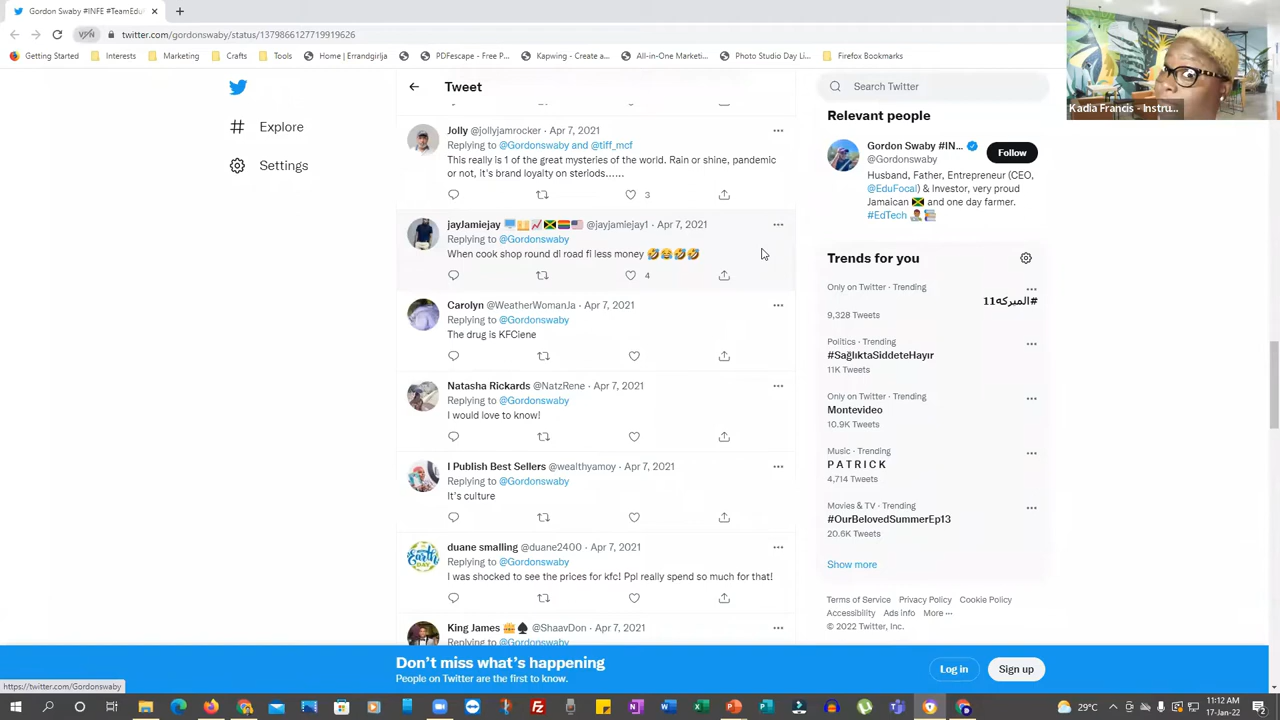 Gordon Swaby #INFE #TeamEduF
VPN
twitter.com/gordonswaby/status/1379866127719919626
Getting Started
Interests
Marketing
Crafts
Tools
Home | Errandgirlja
PDFescape - Free P...
Kapwing - Create a...
All-in-One Marketi...
Photo Studio Day Li...
Firefox Bookmarks
Kadia Francis - Instru...
Explore
Settings
Tweet
Jolly @jollyjamrocker · Apr 7, 2021
Replying to @Gordonswaby and @tiff_mcf
This really is 1 of the great mysteries of the world. Rain or shine, pandemic
or not, it's brand loyalty on steriods......
3
jayJamiejay 🖥️💴📈🇯🇲🏳️‍🌈🇺🇸 @jayjamiejay1 · Apr 7, 2021
Replying to @Gordonswaby
When cook shop round di road fi less money 🤣😂🤣🤣
4
Carolyn @WeatherWomanJa · Apr 7, 2021
Replying to @Gordonswaby
The drug is KFCiene
Natasha Rickards @NatzRene · Apr 7, 2021
Replying to @Gordonswaby
I would love to know!
I Publish Best Sellers @wealthyamoy · Apr 7, 2021
Replying to @Gordonswaby
It's culture
Earth
DAY
duane smalling @duane2400 · Apr 7, 2021
Replying to @Gordonswaby
I was shocked to see the prices for kfc! Ppl really spend so much for that!
King James 👑♠️ @ShaavDon · Apr 7, 2021
Replying to @Gordonswaby
Search Twitter
Relevant people
Gordon Swaby #IN...
@Gordonswaby
Follow
Husband, Father, Entrepreneur (CEO,
@EduFocal) & Investor, very proud
Jamaican 🇯🇲 and one day farmer.
#EdTech 👨🏾‍🏫📚
Trends for you
Only on Twitter · Trending
#المبركه11
9,328 Tweets
Politics · Trending
#SağlıktaSiddeteHayır
11K Tweets
Only on Twitter · Trending
Montevideo
10.9K Tweets
Music · Trending
P A T R I C K
4,714 Tweets
Movies & TV · Trending
#OurBelovedSummerEp13
20.6K Tweets
Show more
Terms of Service Privacy Policy Cookie Policy
Accessibility Ads info More ···
© 2022 Twitter, Inc.
Don't miss what's happening
People on Twitter are the first to know.
Log in
Sign up
https://twitter.com/Gordonswaby
29°C
11:12 AM
17-Jan-22